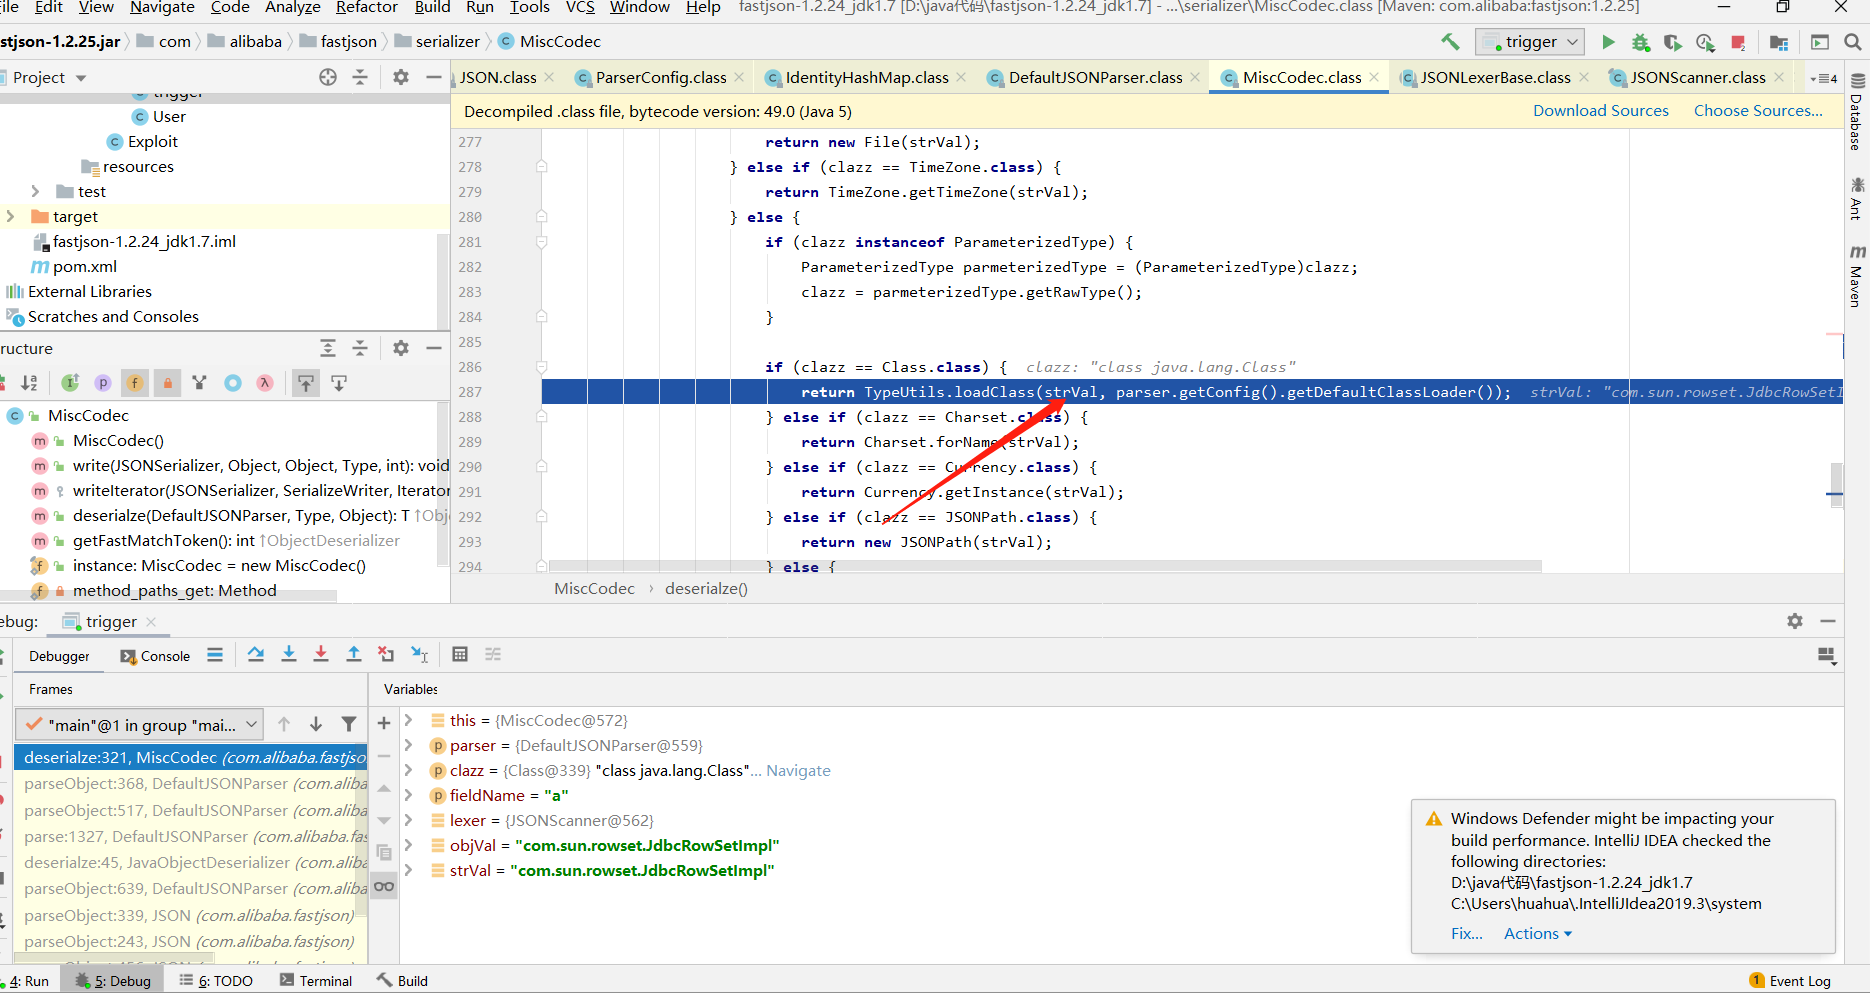 File Edit View Navigate Code Analyze Refactor Build Run Tools VCS Window Help fastjson-1.2.24_jdk1.7 [D:\java代码\fastjson-1.2.24_jdk1.7] - ...\serializer\MiscCodec.class [Maven: com.alibaba:fastjson:1.2.25]
stjson-1.2.25.jar com alibaba fastjson serializer MiscCodec
trigger
Project
JSON.class ParserConfig.class IdentityHashMap.class DefaultJSONParser.class MiscCodec.class JSONLexerBase.class JSONScanner.class 4
trigger
User
Exploit
resources
test
target
fastjson-1.2.24_jdk1.7.iml
pom.xml
External Libraries
Scratches and Consoles
Decompiled .class file, bytecode version: 49.0 (Java 5) Download Sources Choose Sources...
277 return new File(strVal);
278 } else if (clazz == TimeZone.class) {
279 return TimeZone.getTimeZone(strVal);
280 } else {
281 if (clazz instanceof ParameterizedType) {
282 ParameterizedType parmeterizedType = (ParameterizedType)clazz;
283 clazz = parmeterizedType.getRawType();
284 }
285
286 if (clazz == Class.class) { clazz: "class java.lang.Class"
287 return TypeUtils.loadClass(strVal, parser.getConfig().getDefaultClassLoader()); strVal: "com.sun.rowset.JdbcRowSetI
288 } else if (clazz == Charset.class) {
289 return Charset.forName(strVal);
290 } else if (clazz == Currency.class) {
291 return Currency.getInstance(strVal);
292 } else if (clazz == JSONPath.class) {
293 return new JSONPath(strVal);
294 } else {
MiscCodec › deserialze()
Database
Ant
Maven
ructure
MiscCodec
MiscCodec()
write(JSONSerializer, Object, Object, Type, int): void
writeIterator(JSONSerializer, SerializeWriter, Iterator
deserialze(DefaultJSONParser, Type, Object): T ↑Obj
getFastMatchToken(): int ↑ObjectDeserializer
instance: MiscCodec = new MiscCodec()
method_paths_get: Method
ebug: trigger
Debugger Console
Frames
"main"@1 in group "mai...
deserialze:321, MiscCodec (com.alibaba.fastjso
parseObject:368, DefaultJSONParser (com.aliba
parseObject:517, DefaultJSONParser (com.aliba
parse:1327, DefaultJSONParser (com.alibaba.fas
deserialze:45, JavaObjectDeserializer (com.aliba
parseObject:639, DefaultJSONParser (com.aliba
parseObject:339, JSON (com.alibaba.fastjson)
parseObject:243, JSON (com.alibaba.fastjson)
Variables
this = {MiscCodec@572}
parser = {DefaultJSONParser@559}
clazz = {Class@339} "class java.lang.Class"... Navigate
fieldName = "a"
lexer = {JSONScanner@562}
objVal = "com.sun.rowset.JdbcRowSetImpl"
strVal = "com.sun.rowset.JdbcRowSetImpl"
Windows Defender might be impacting your
build performance. IntelliJ IDEA checked the
following directories:
D:\java代码\fastjson-1.2.24_jdk1.7
C:\Users\huahua\.IntelliJIdea2019.3\system
Fix... Actions
4: Run 5: Debug 6: TODO Terminal Build 1 Event Log